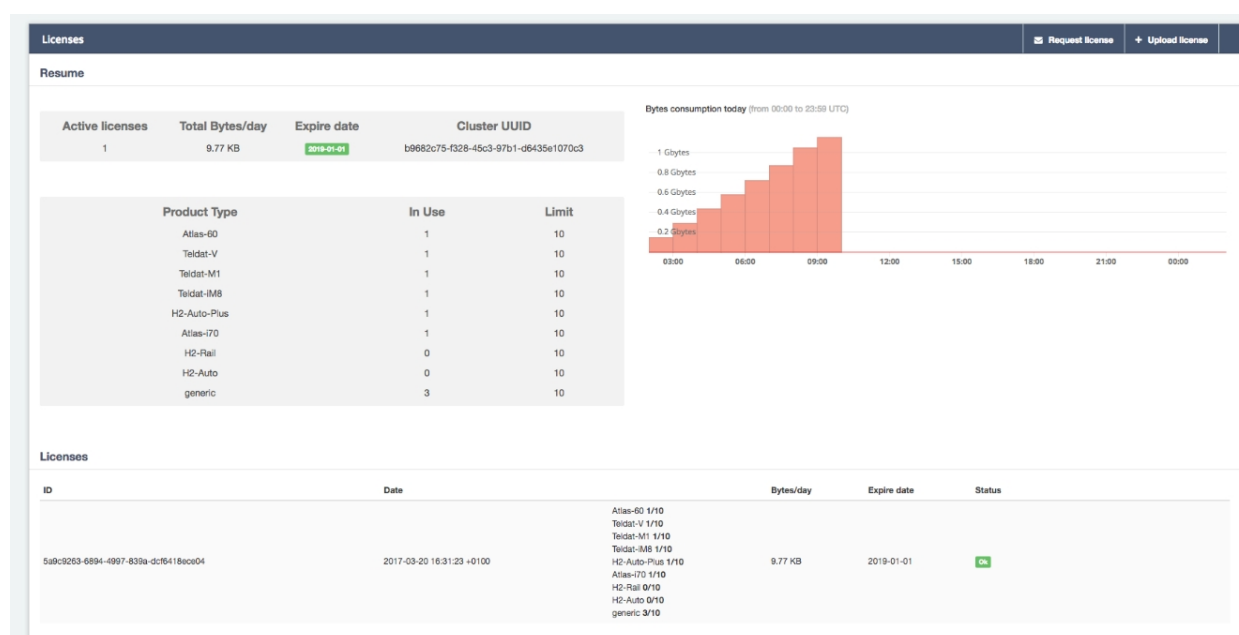 Licenses
Request license
+ Upload license
Resume
Active licenses Total Bytes/day Expire date Cluster UUID
1 9.77 KB 2019-01-01 b9682c75-f328-45c3-97b1-d6435e1070c3
Product Type In Use Limit
Atlas-60 1 10
Teldat-V 1 10
Teldat-M1 1 10
Teldat-iM8 1 10
H2-Auto-Plus 1 10
Atlas-i70 1 10
H2-Rail 0 10
H2-Auto 0 10
generic 3 10
Bytes consumption today (from 00:00 to 23:59 UTC)
1 Gbytes
0.8 Gbytes
0.6 Gbytes
0.4 Gbytes
0.2 Gbytes
03:00 06:00 09:00 12:00 15:00 18:00 21:00 00:00
Licenses
ID Date Bytes/day Expire date Status
5a9c9263-6894-4997-839a-dcf6418ece04 2017-03-20 16:31:23 +0100
Atlas-60 1/10
Teldat-V 1/10
Teldat-M1 1/10
Teldat-iM8 1/10
H2-Auto-Plus 1/10
Atlas-i70 1/10
H2-Rail 0/10
H2-Auto 0/10
generic 3/10
9.77 KB 2019-01-01 Ok